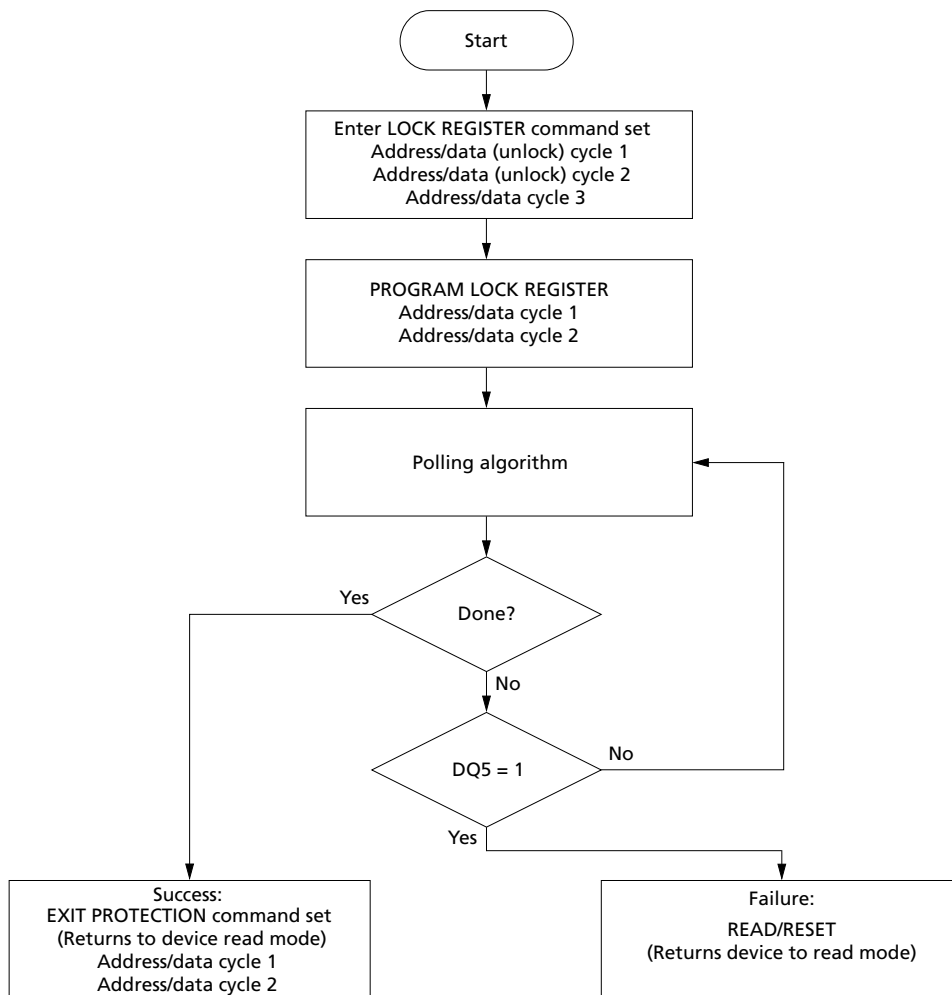 Start
Enter LOCK REGISTER command set
Address/data (unlock) cycle 1
Address/data (unlock) cycle 2
Address/data cycle 3
PROGRAM LOCK REGISTER
Address/data cycle 1
Address/data cycle 2
Polling algorithm
Yes
Done?
No
DQ5 = 1
No
Yes
Success:
EXIT PROTECTION command set
(Returns to device read mode)
Address/data cycle 1
Address/data cycle 2
Failure:
READ/RESET
(Returns device to read mode)